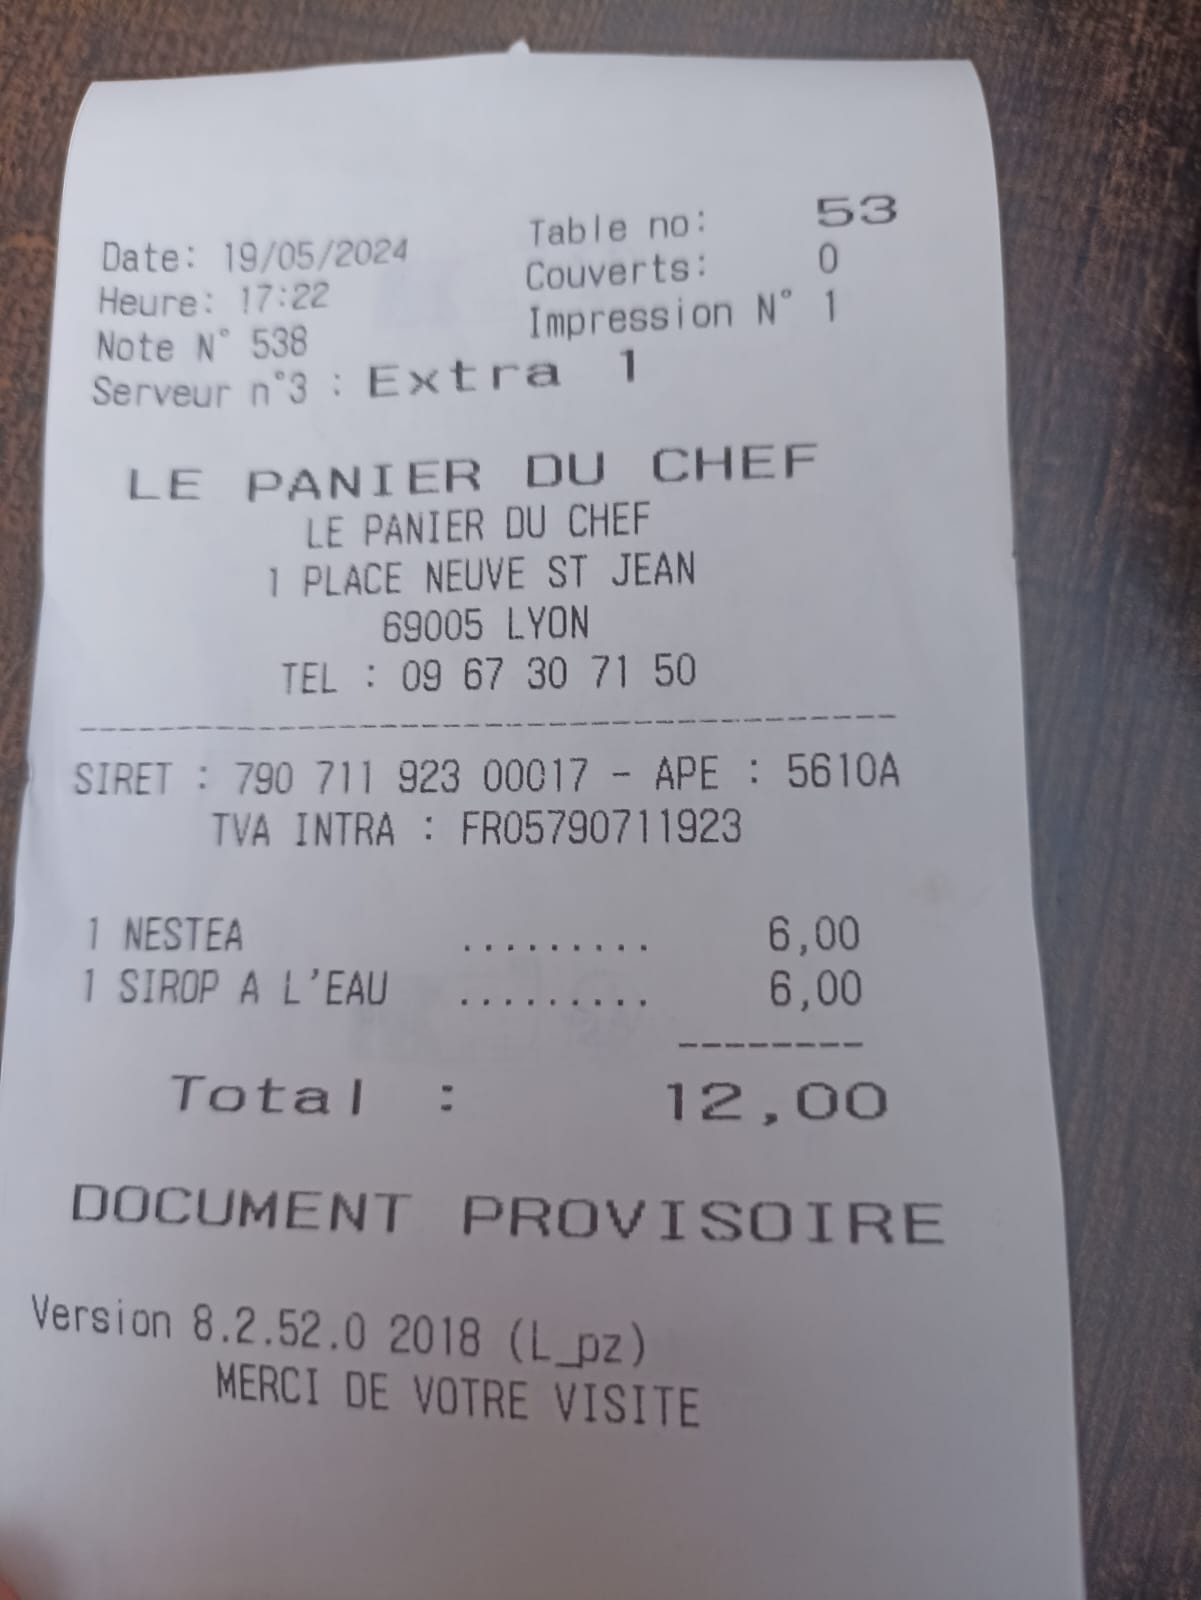 Date: 19/05/2024
Heure: 17:22
Note N° 538
Serveur n°3 : Extra 1
Table no: 53
Couverts: 0
Impression N° 1
LE PANIER DU CHEF
LE PANIER DU CHEF
1 PLACE NEUVE ST JEAN
69005 LYON
TEL : 09 67 30 71 50
----------------------------------------
SIRET : 790 711 923 00017 - APE : 5610A
TVA INTRA : FR05790711923
1 NESTEA ......... 6,00
1 SIROP A L'EAU ......... 6,00
--------
Total : 12,00
DOCUMENT PROVISOIRE
Version 8.2.52.0 2018 (L_pz)
MERCI DE VOTRE VISITE